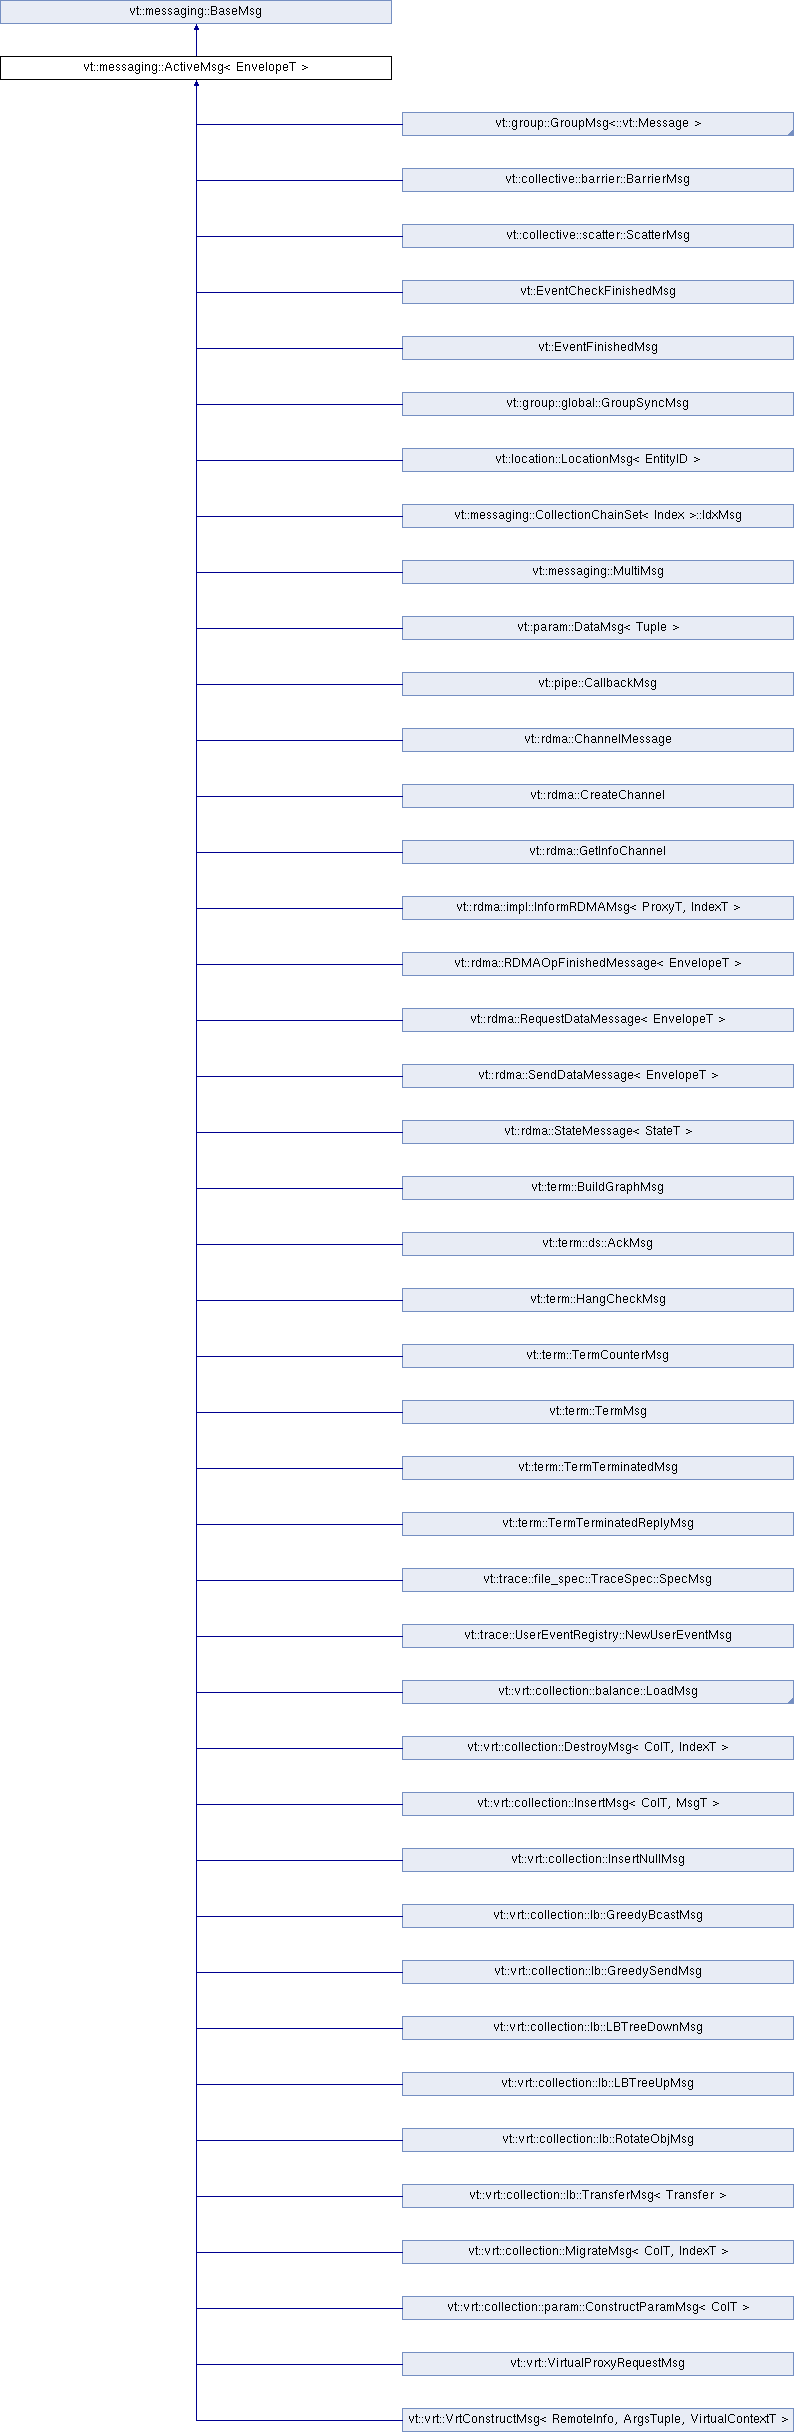 vt::messaging::BaseMsg
vt::messaging::ActiveMsg< EnvelopeT >
vt::group::GroupMsg<::vt::Message >
vt::collective::barrier::BarrierMsg
vt::collective::scatter::ScatterMsg
vt::EventCheckFinishedMsg
vt::EventFinishedMsg
vt::group::global::GroupSyncMsg
vt::location::LocationMsg< EntityID >
vt::messaging::CollectionChainSet< Index >::IdxMsg
vt::messaging::MultiMsg
vt::param::DataMsg< Tuple >
vt::pipe::CallbackMsg
vt::rdma::ChannelMessage
vt::rdma::CreateChannel
vt::rdma::GetInfoChannel
vt::rdma::impl::InformRDMAMsg< ProxyT, IndexT >
vt::rdma::RDMAOpFinishedMessage< EnvelopeT >
vt::rdma::RequestDataMessage< EnvelopeT >
vt::rdma::SendDataMessage< EnvelopeT >
vt::rdma::StateMessage< StateT >
vt::term::BuildGraphMsg
vt::term::ds::AckMsg
vt::term::HangCheckMsg
vt::term::TermCounterMsg
vt::term::TermMsg
vt::term::TermTerminatedMsg
vt::term::TermTerminatedReplyMsg
vt::trace::file_spec::TraceSpec::SpecMsg
vt::trace::UserEventRegistry::NewUserEventMsg
vt::vrt::collection::balance::LoadMsg
vt::vrt::collection::DestroyMsg< ColT, IndexT >
vt::vrt::collection::InsertMsg< ColT, MsgT >
vt::vrt::collection::InsertNullMsg
vt::vrt::collection::lb::GreedyBcastMsg
vt::vrt::collection::lb::GreedySendMsg
vt::vrt::collection::lb::LBTreeDownMsg
vt::vrt::collection::lb::LBTreeUpMsg
vt::vrt::collection::lb::RotateObjMsg
vt::vrt::collection::lb::TransferMsg< Transfer >
vt::vrt::collection::MigrateMsg< ColT, IndexT >
vt::vrt::collection::param::ConstructParamMsg< ColT >
vt::vrt::VirtualProxyRequestMsg
vt::vrt::VrtConstructMsg< RemoteInfo, ArgsTuple, VirtualContextT >